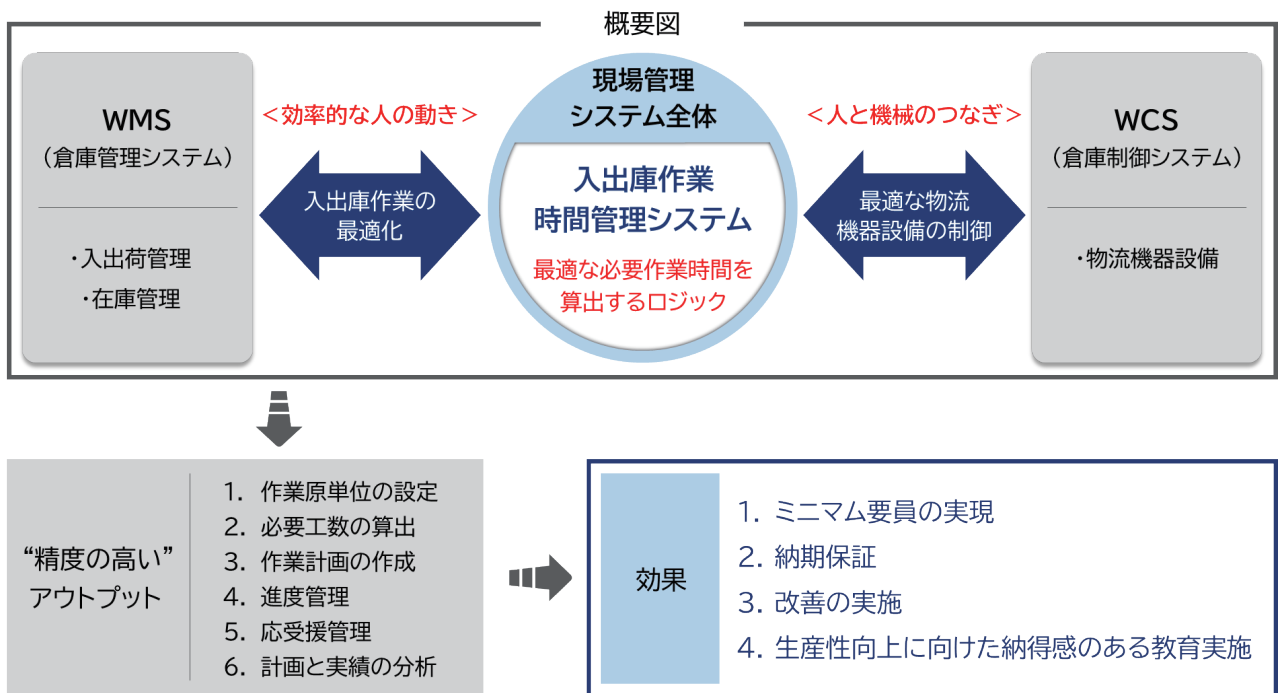 概要図
WMS
（倉庫管理システム）
・入出荷管理
・在庫管理
＜効率的な人の動き＞
入出庫作業の
最適化
現場管理
システム全体
入出庫作業
時間管理システム
最適な必要作業時間を
算出するロジック
＜人と機械のつなぎ＞
最適な物流
機器設備の制御
WCS
（倉庫制御システム）
・物流機器設備
“精度の高い”
アウトプット
1. 作業原単位の設定
2. 必要工数の算出
3. 作業計画の作成
4. 進度管理
5. 応受援管理
6. 計画と実績の分析
効果
1. ミニマム要員の実現
2. 納期保証
3. 改善の実施
4. 生産性向上に向けた納得感のある教育実施